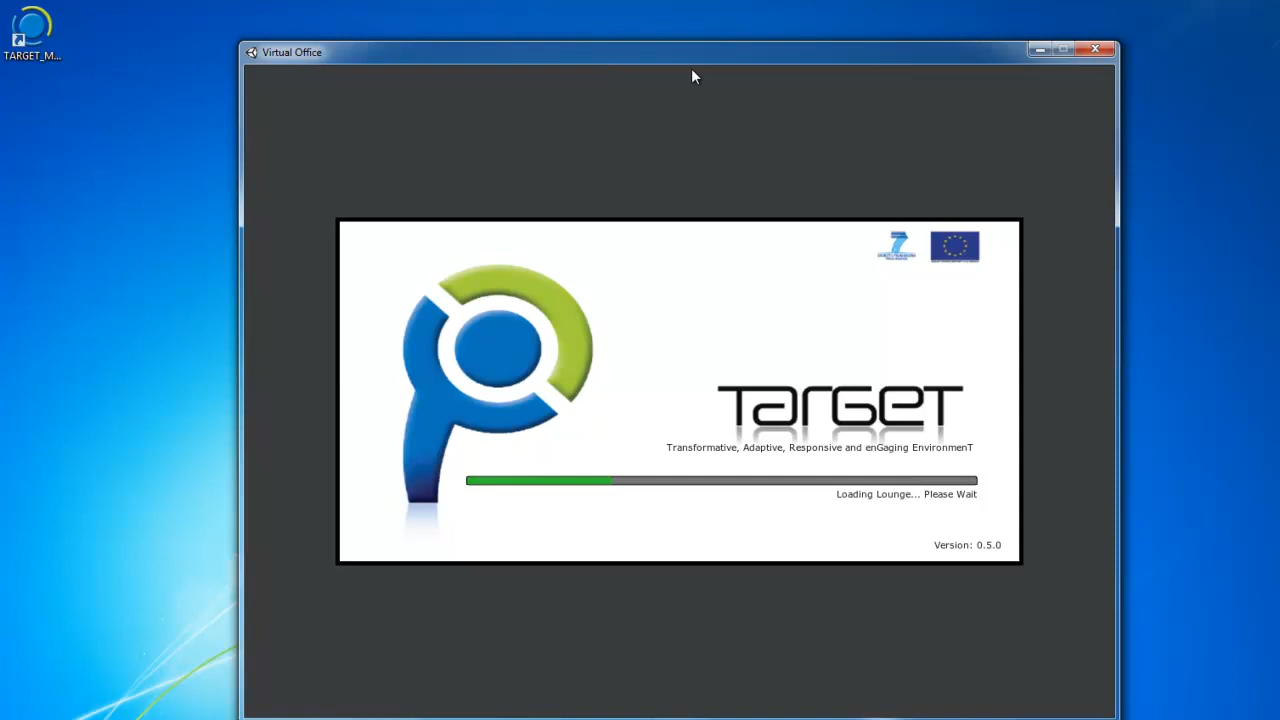 TARGET_M...
Virtual Office
TARGET
Transformative, Adaptive, Responsive and enGaging EnvironmenT
Loading Lounge... Please Wait
Version: 0.5.0